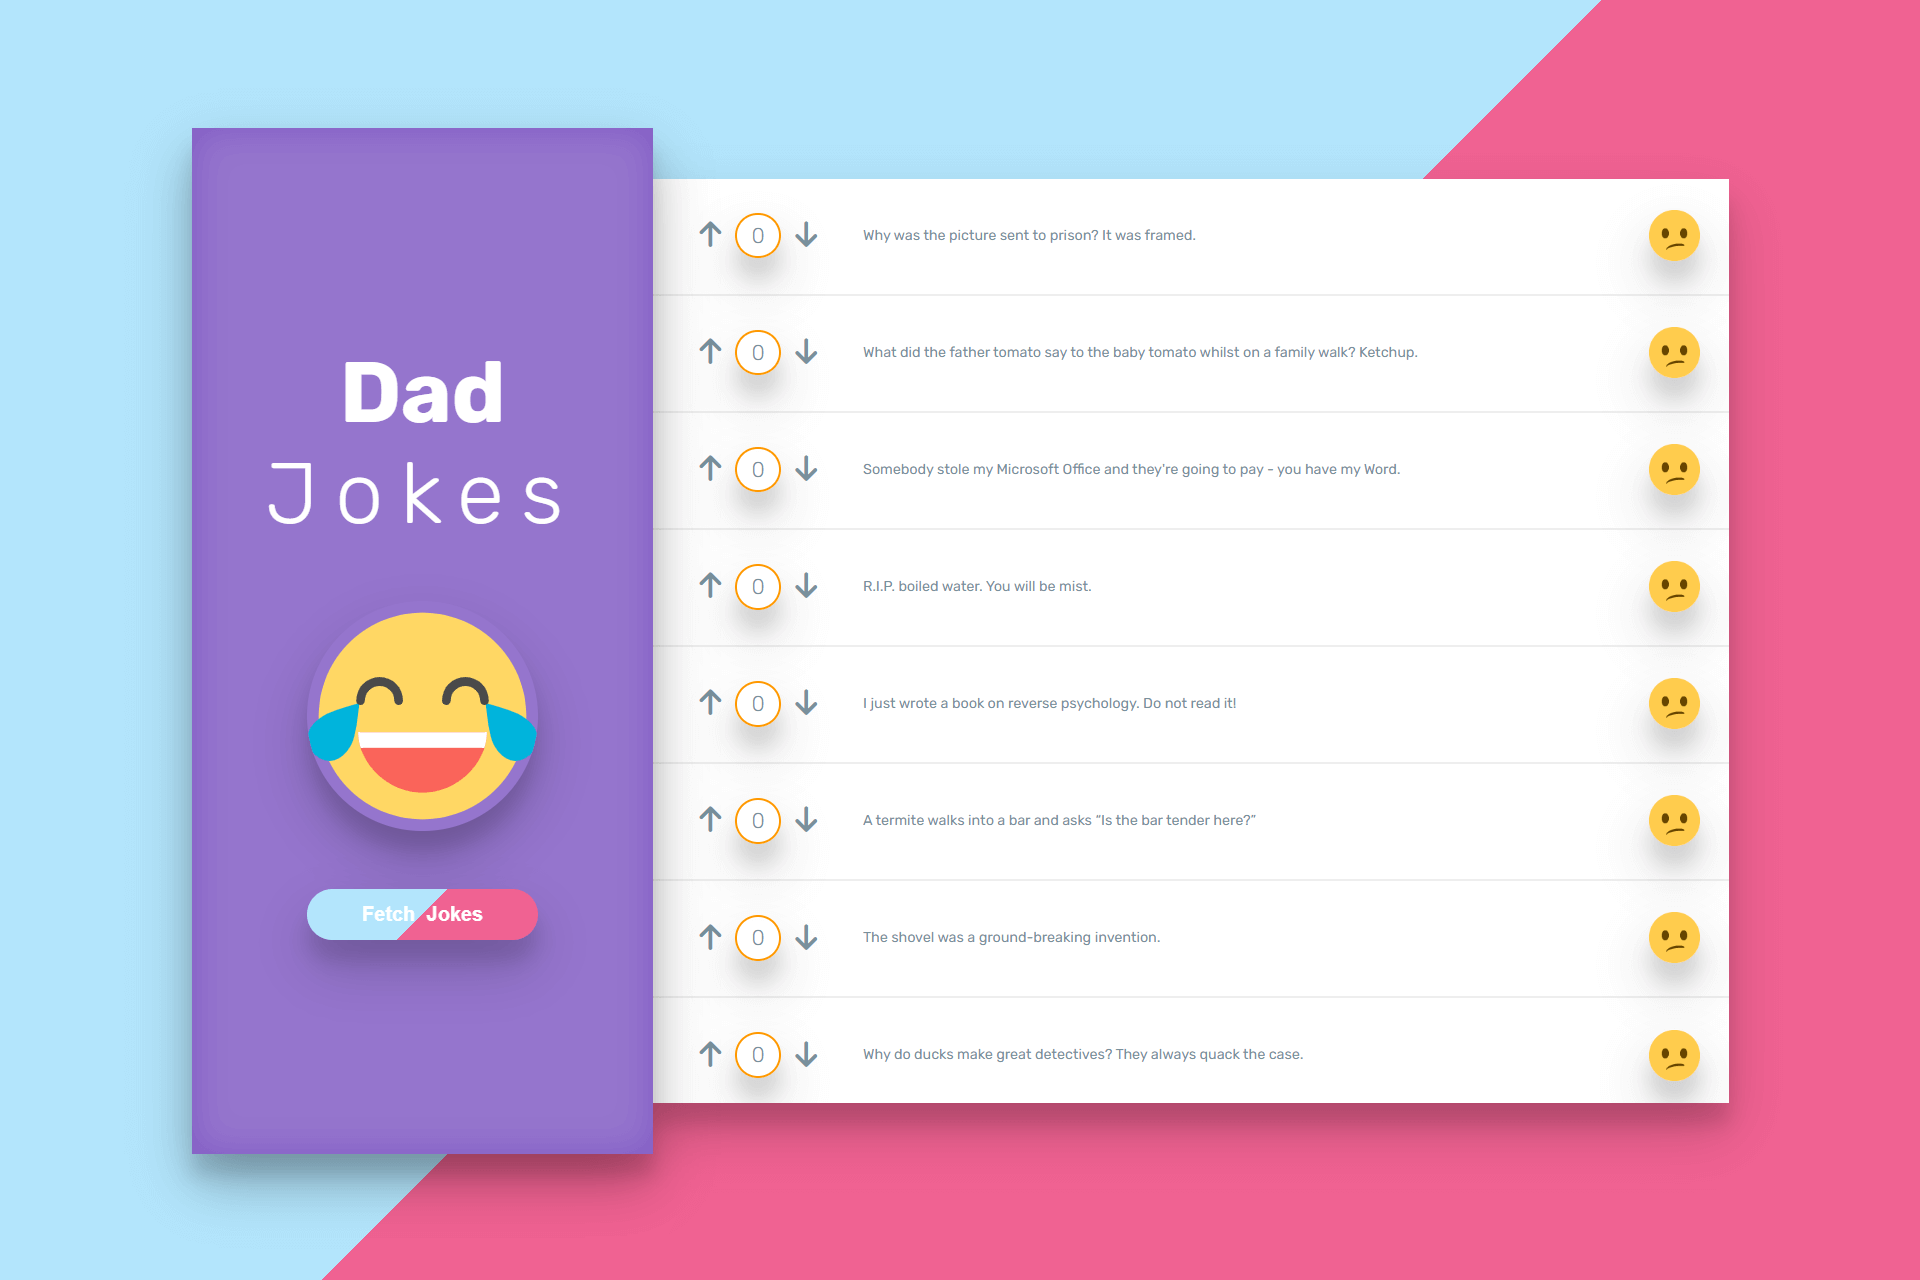 Dad
Jokes
Fetch Jokes
0 Why was the picture sent to prison? It was framed.
0 What did the father tomato say to the baby tomato whilst on a family walk? Ketchup.
0 Somebody stole my Microsoft Office and they're going to pay - you have my Word.
0 R.I.P. boiled water. You will be mist.
0 I just wrote a book on reverse psychology. Do not read it!
0 A termite walks into a bar and asks “Is the bar tender here?”
0 The shovel was a ground-breaking invention.
0 Why do ducks make great detectives? They always quack the case.